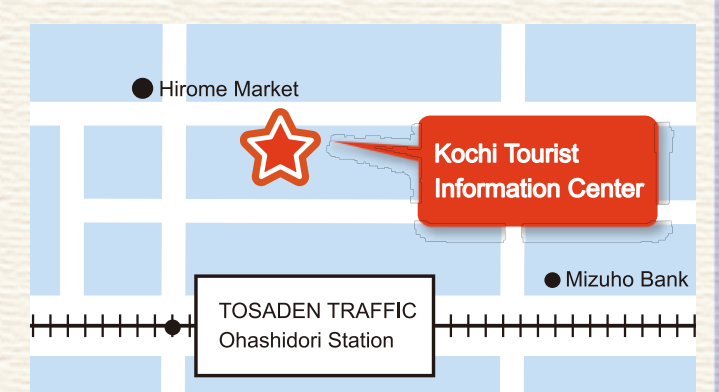 Hirome Market
Kochi Tourist
Information Center
Mizuho Bank
TOSADEN TRAFFIC
Ohashidori Station